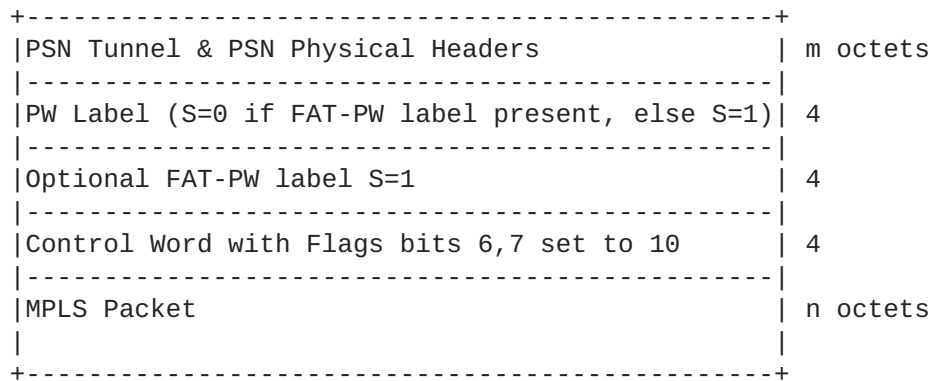 +------------------------------------------------+
|PSN Tunnel & PSN Physical Headers               | m octets
|------------------------------------------------|
|PW Label (S=0 if FAT-PW label present, else S=1)| 4
|------------------------------------------------|
|Optional FAT-PW label S=1                       | 4
|------------------------------------------------|
|Control Word with Flags bits 6,7 set to 10      | 4
|------------------------------------------------|
|MPLS Packet                                     | n octets
|                                                |
+------------------------------------------------+